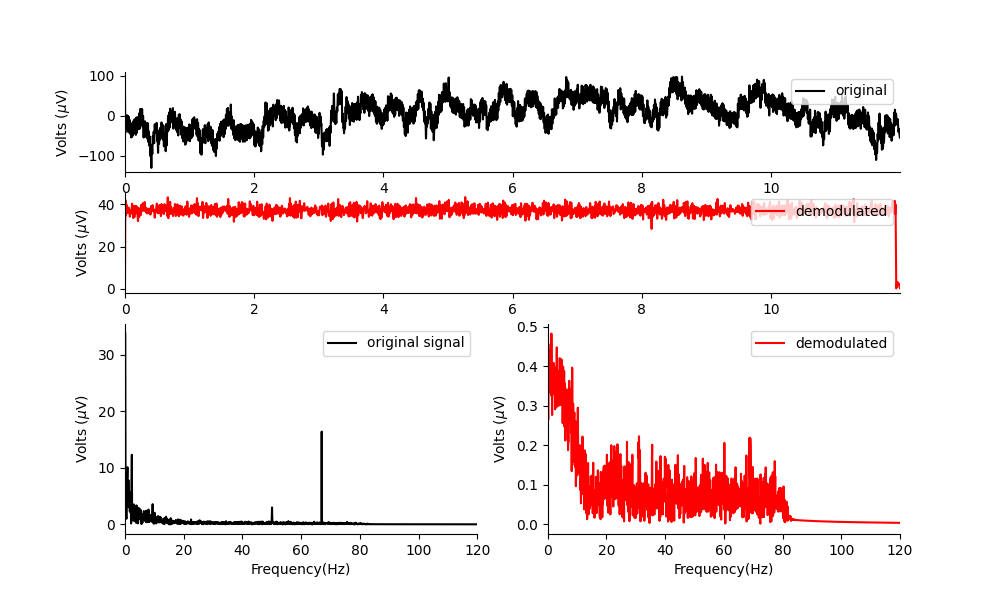 Volts (μV)
100
0
−100
original
0 2 4 6 8 10
Volts (μV)
40
20
0
demodulated
0 2 4 6 8 10
Volts (μV)
30
20
10
0
original signal
0 20 40 60 80 100 120
Frequency(Hz)
Volts (μV)
0.5
0.4
0.3
0.2
0.1
0.0
demodulated
0 20 40 60 80 100 120
Frequency(Hz)